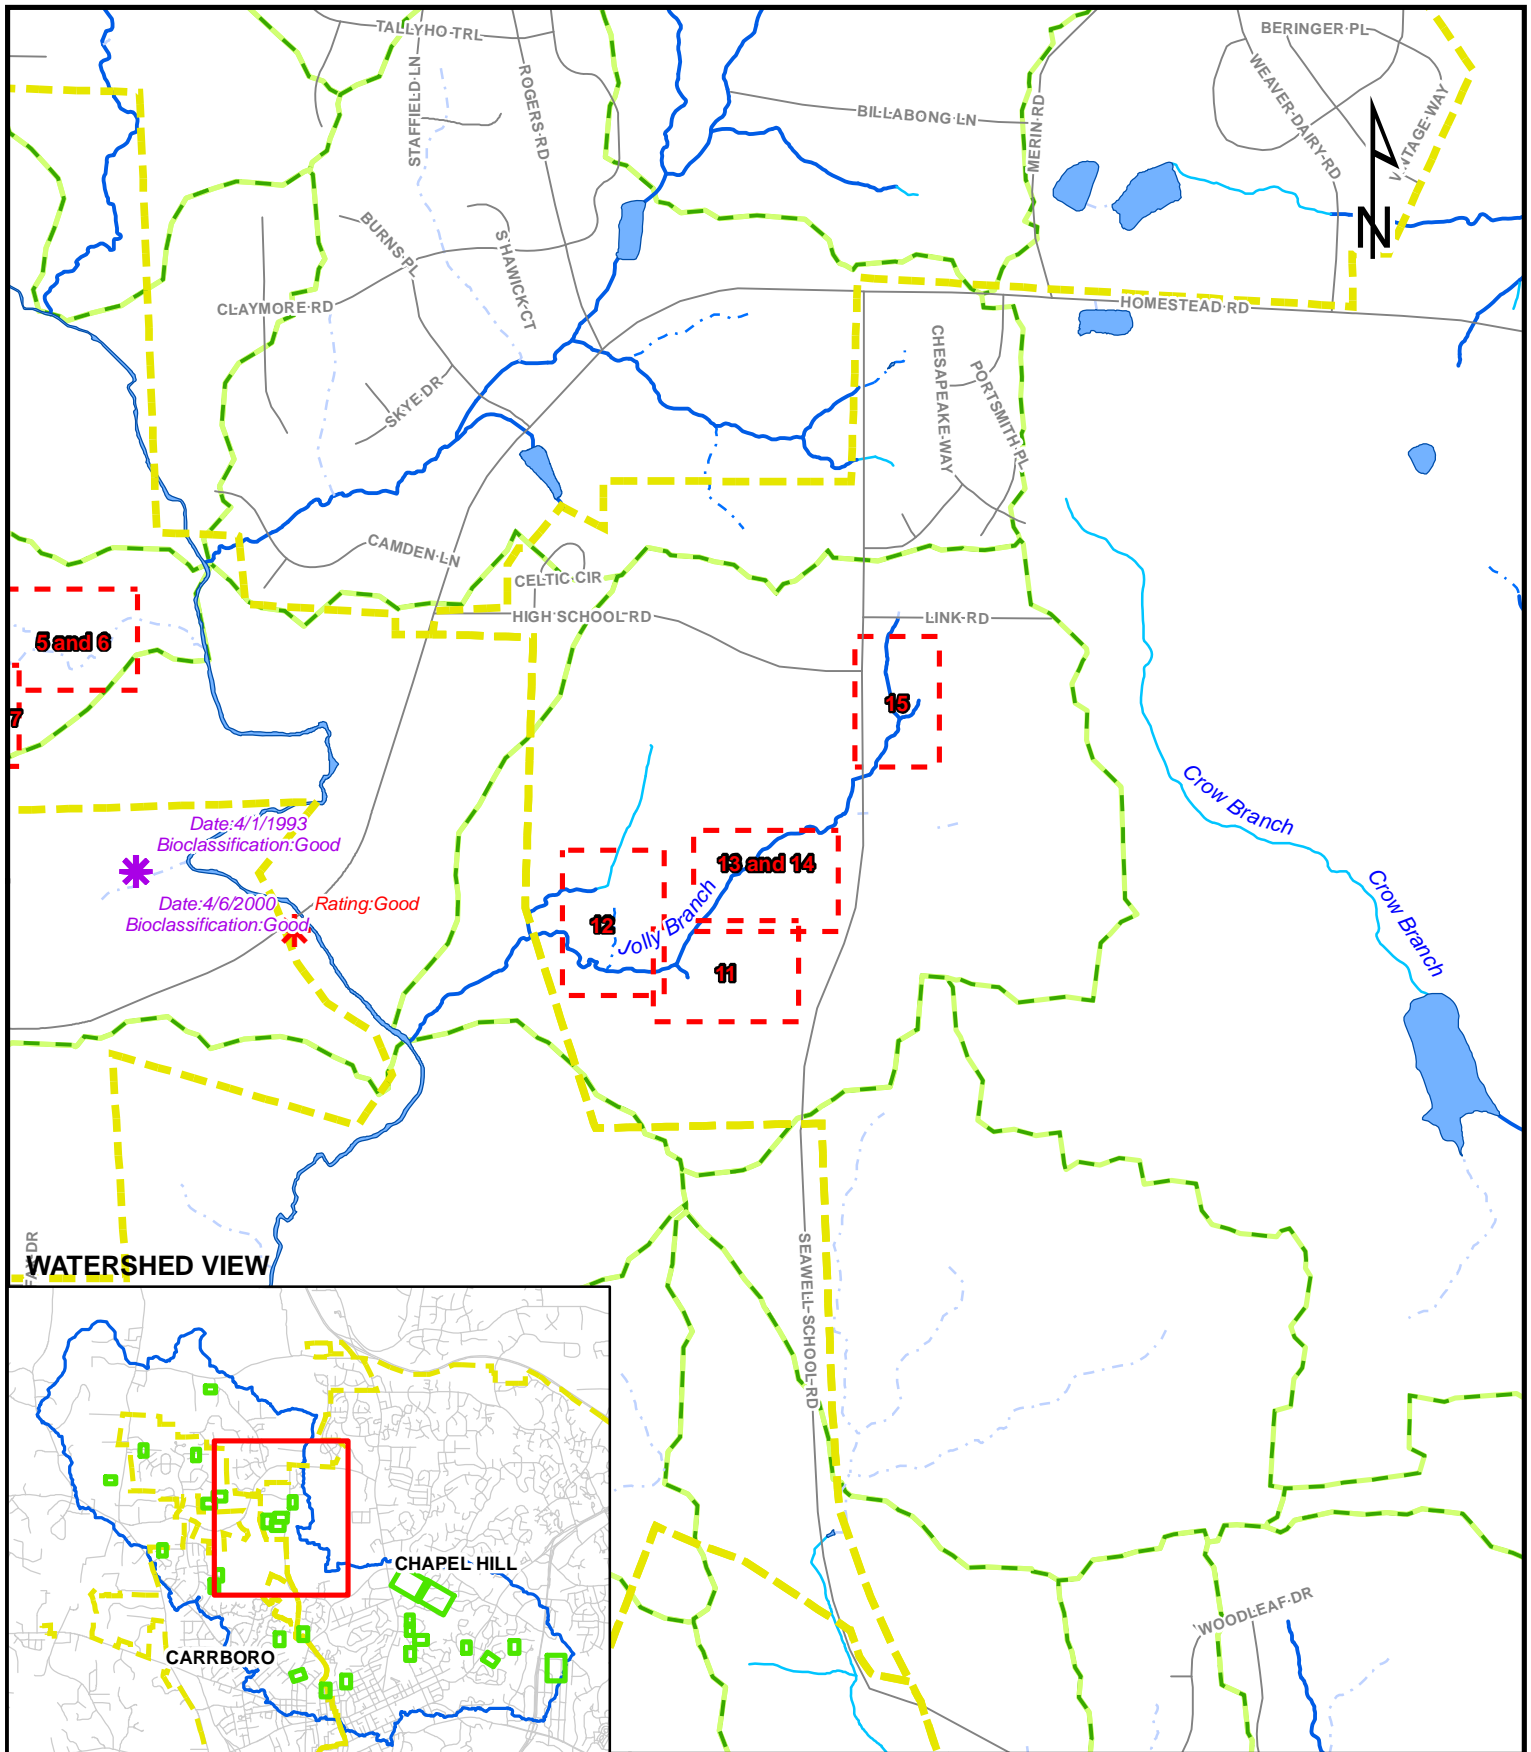 TALLYHO TRL
BERINGER PL
STAFFIELD LN
ROGERS RD
BILLABONG LN
MERIN RD
WEAVER DAIRY RD
N
BURNS PL
S HAWICK CT
CLAYMORE RD
HOMESTEAD RD
SKYE DR
CHESAPEAKE WAY
PORTSMITH PL
CAMDEN LN
CELTIC CIR
HIGH SCHOOL RD
LINK RD
5 and 6
7
15
Crow Branch
Date:4/1/1993
Bioclassification:Good
13 and 14
Date:4/6/2000
Bioclassification:Good
Rating:Good
12
Jolly Branch
11
Crow Branch
SEAWELL SCHOOL RD
WATERSHED VIEW
CHAPEL HILL
CARRBORO
WOODLEAF DR